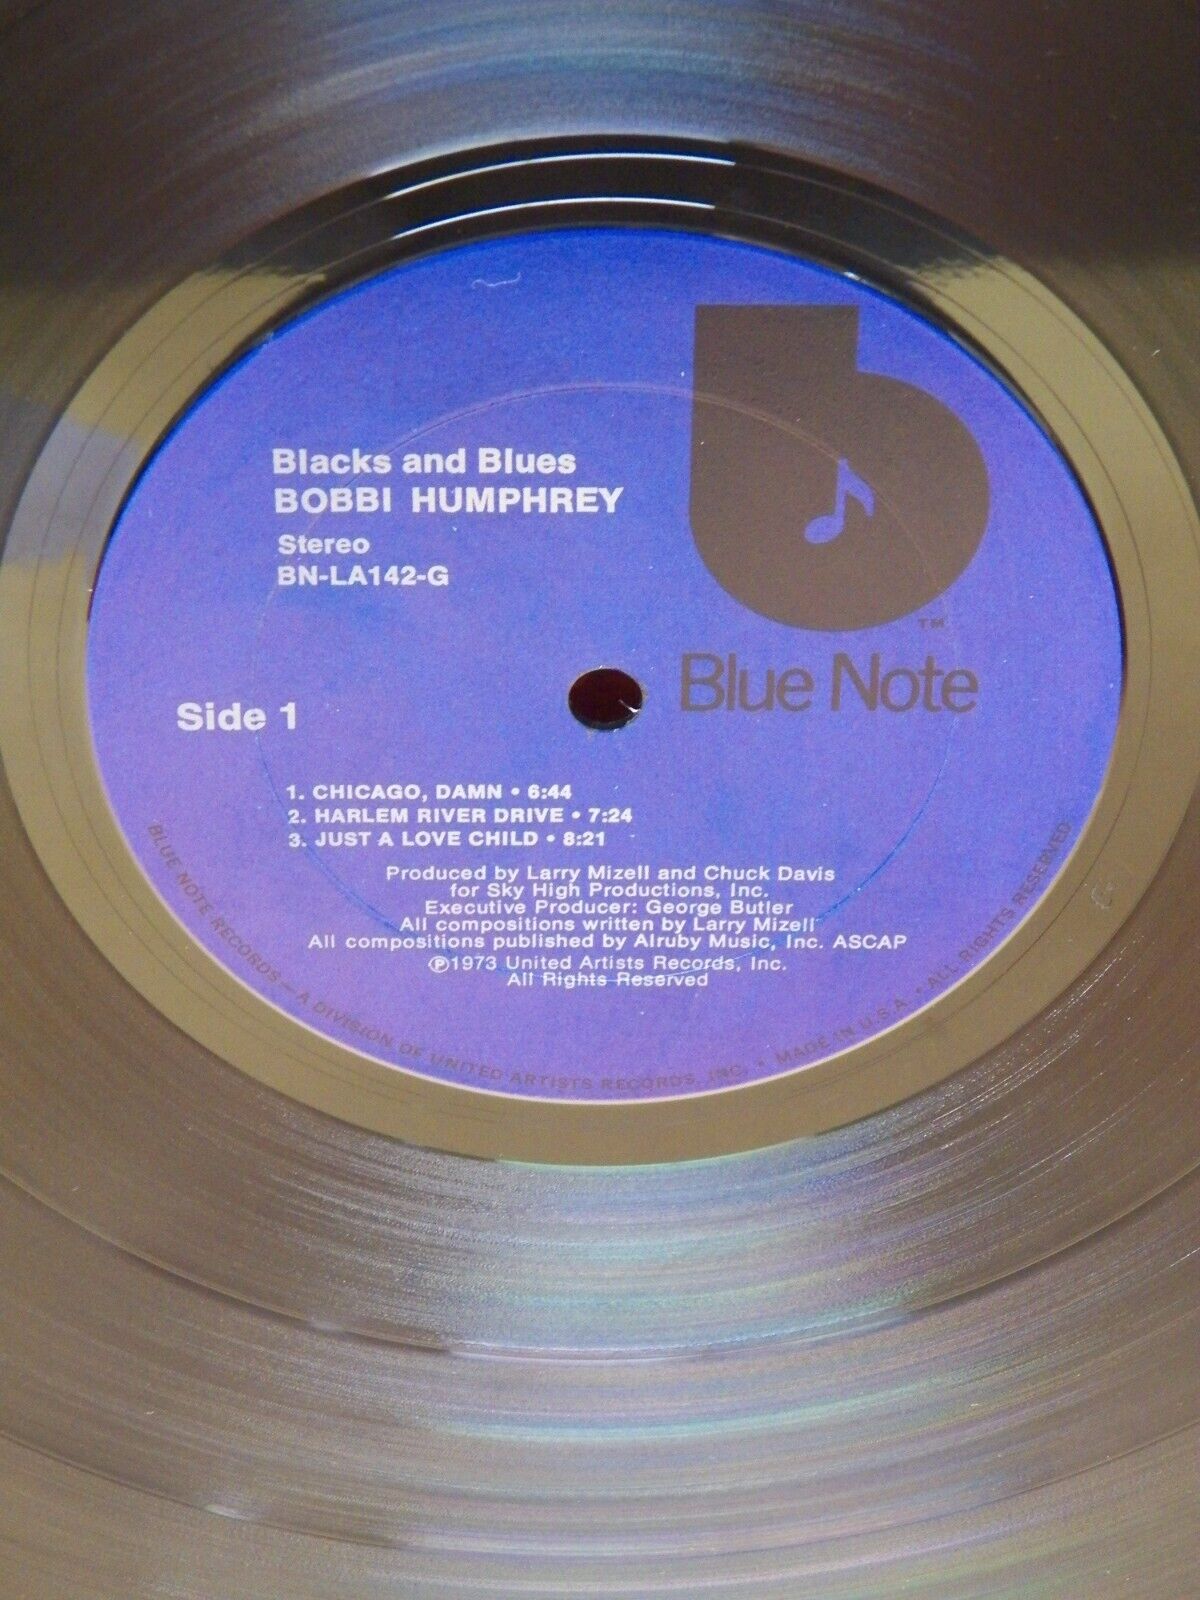 Blacks and Blues
BOBBI HUMPHREY
Stereo
BN-LA142-G
TM
Blue Note
Side 1
1. CHICAGO, DAMN • 6:44
2. HARLEM RIVER DRIVE • 7:24
3. JUST A LOVE CHILD • 8:21
Produced by Larry Mizell and Chuck Davis
for Sky High Productions, Inc.
Executive Producer: George Butler
All compositions written by Larry Mizell
All compositions published by Alruby Music, Inc. ASCAP
℗1973 United Artists Records, Inc.
All Rights Reserved
BLUE NOTE RECORDS — A DIVISION OF UNITED ARTISTS RECORDS, INC. • MADE IN U.S.A. • ALL RIGHTS RESERVED